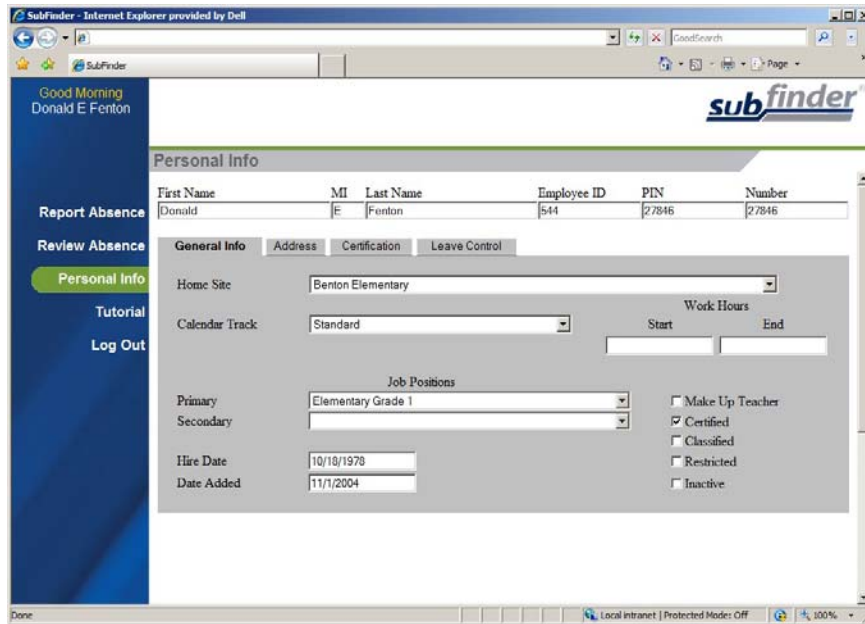 SubFinder - Internet Explorer provided by Dell
GoodSearch
SubFinder
Page
Good Morning
Donald E Fenton
subfinder
Personal Info
First Name MI Last Name Employee ID PIN Number
Donald E Fenton 544 27846 27846
Report Absence
Review Absence
Personal Info
Tutorial
Log Out
General Info Address Certification Leave Control
Home Site Benton Elementary
Work Hours
Calendar Track Standard Start End
Job Positions
Primary Elementary Grade 1 Make Up Teacher
Secondary Certified
Classified
Hire Date 10/18/1978 Restricted
Date Added 11/1/2004 Inactive
Done Local intranet | Protected Mode: Off 100%